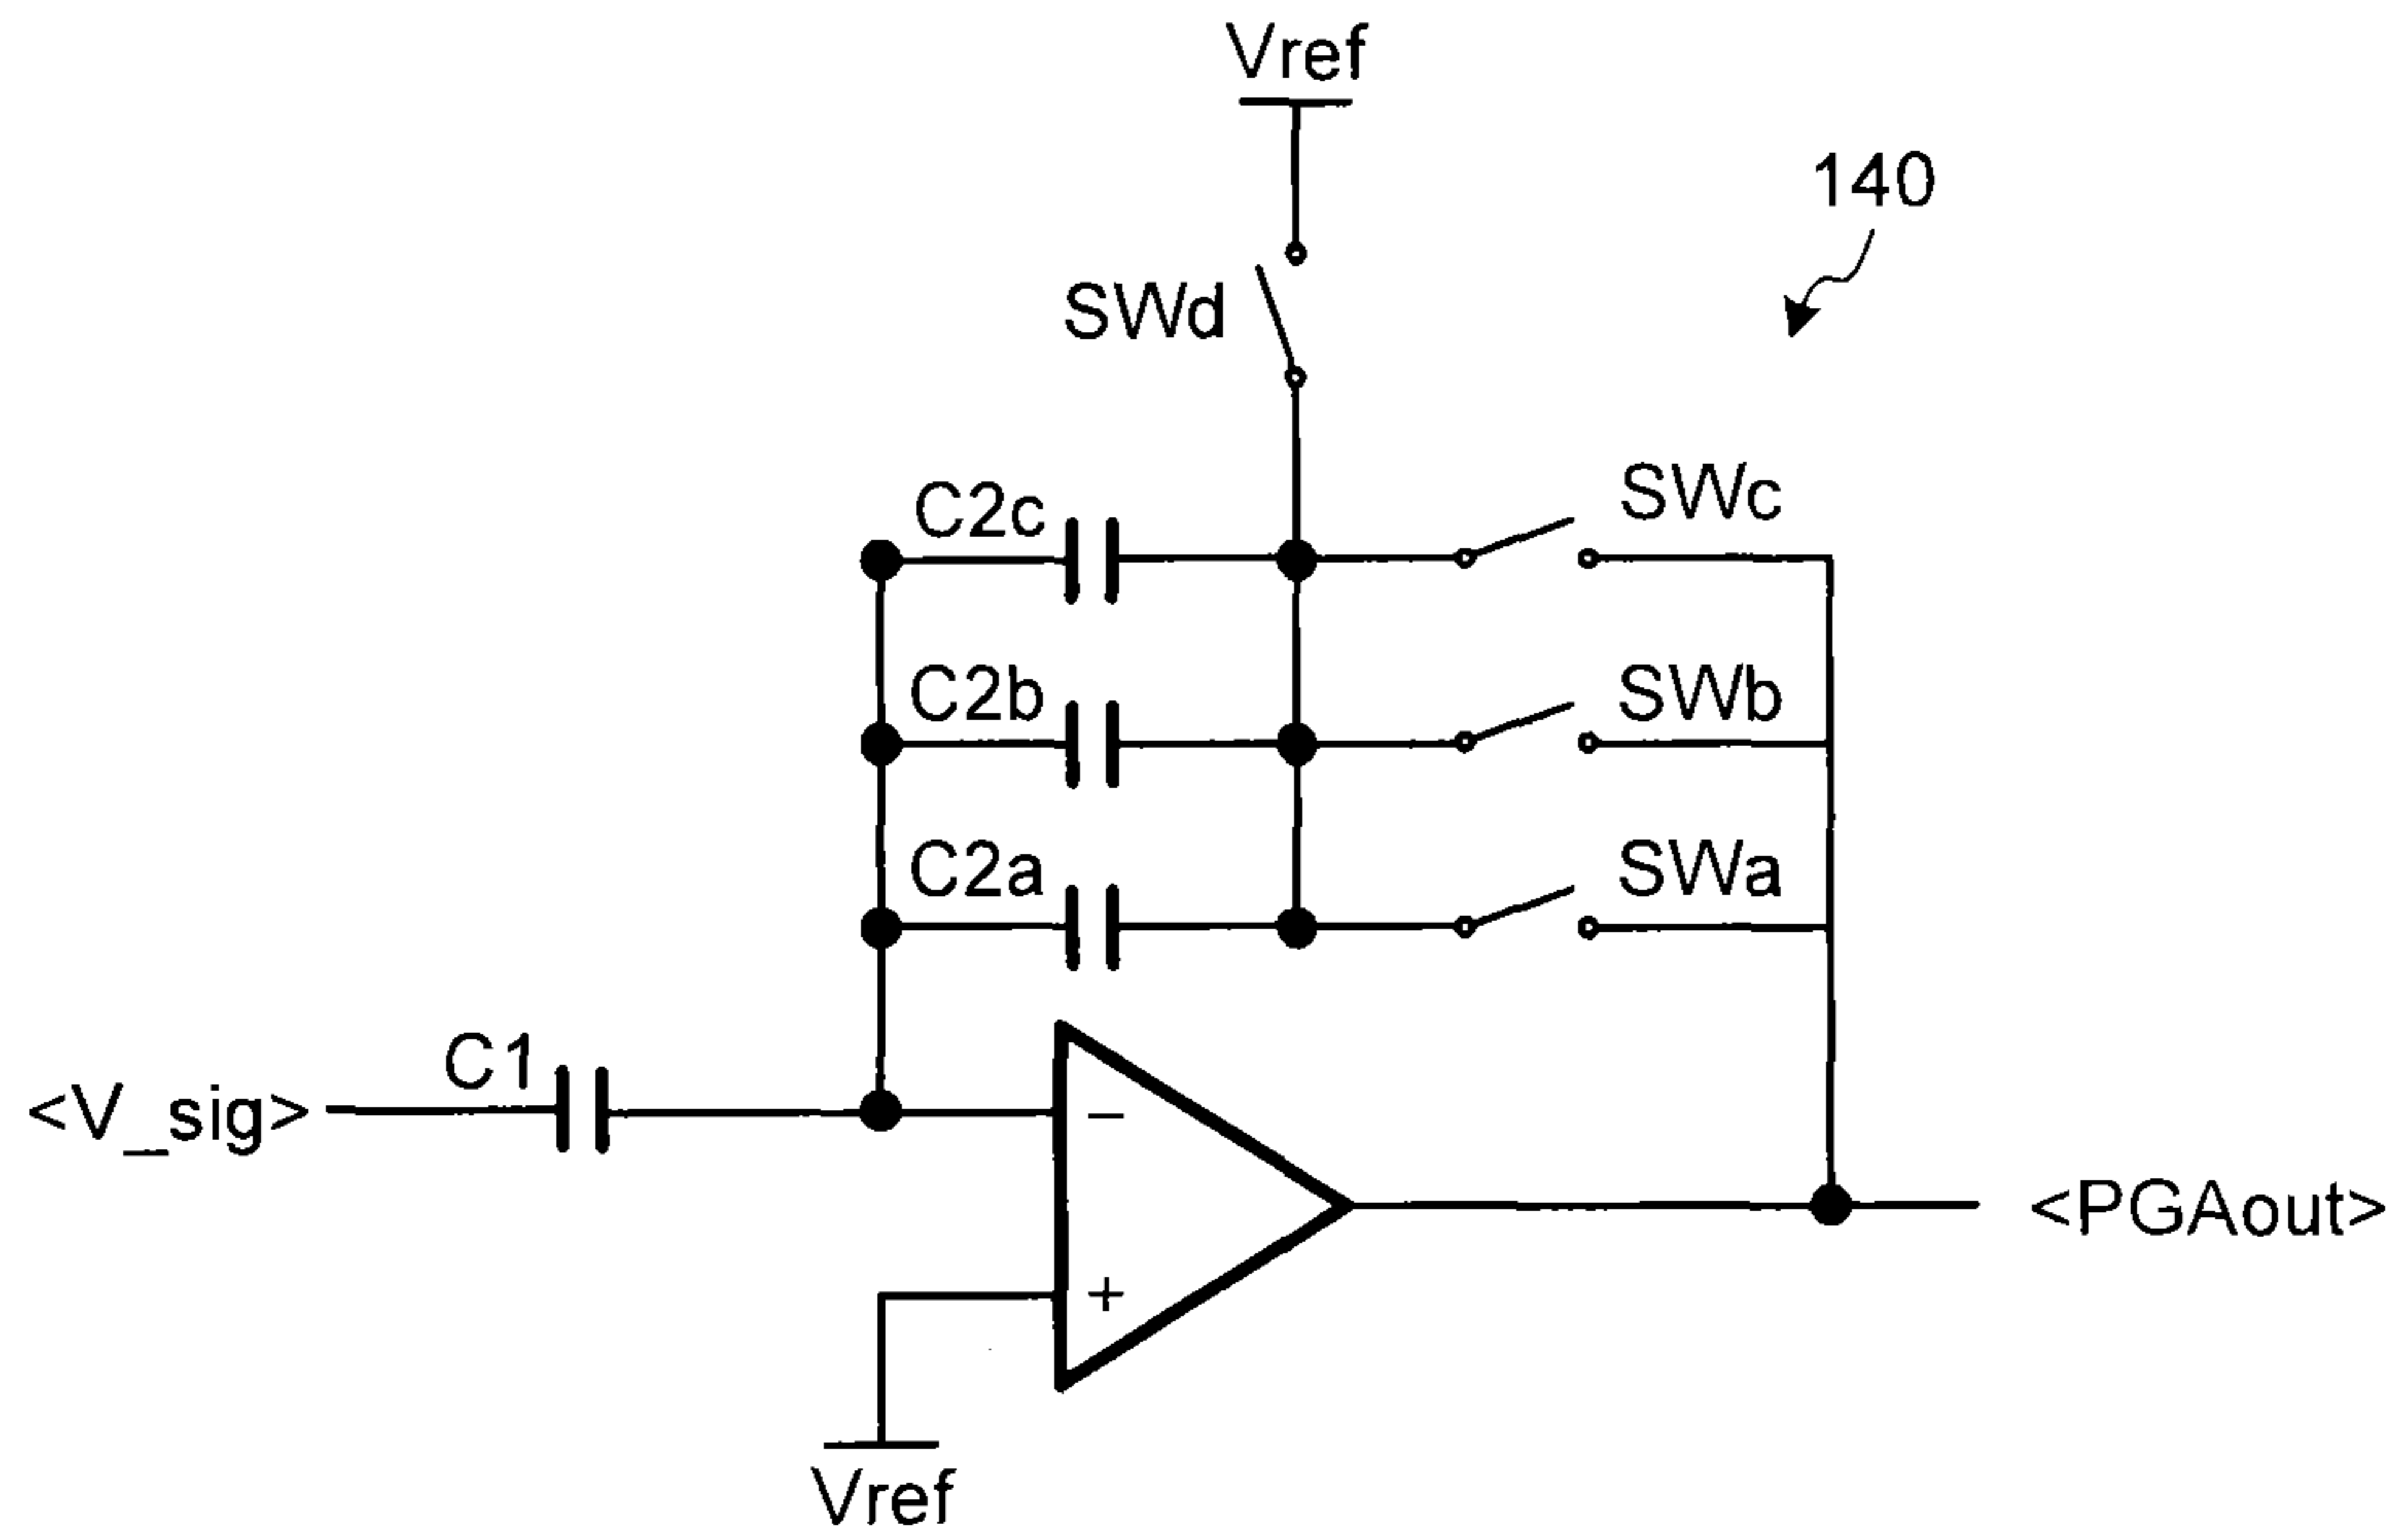 Vref
140
SWd
C2c
SWc
C2b
SWb
C2a
SWa
C1
<V_sig>
−
+
<PGAout>
Vref